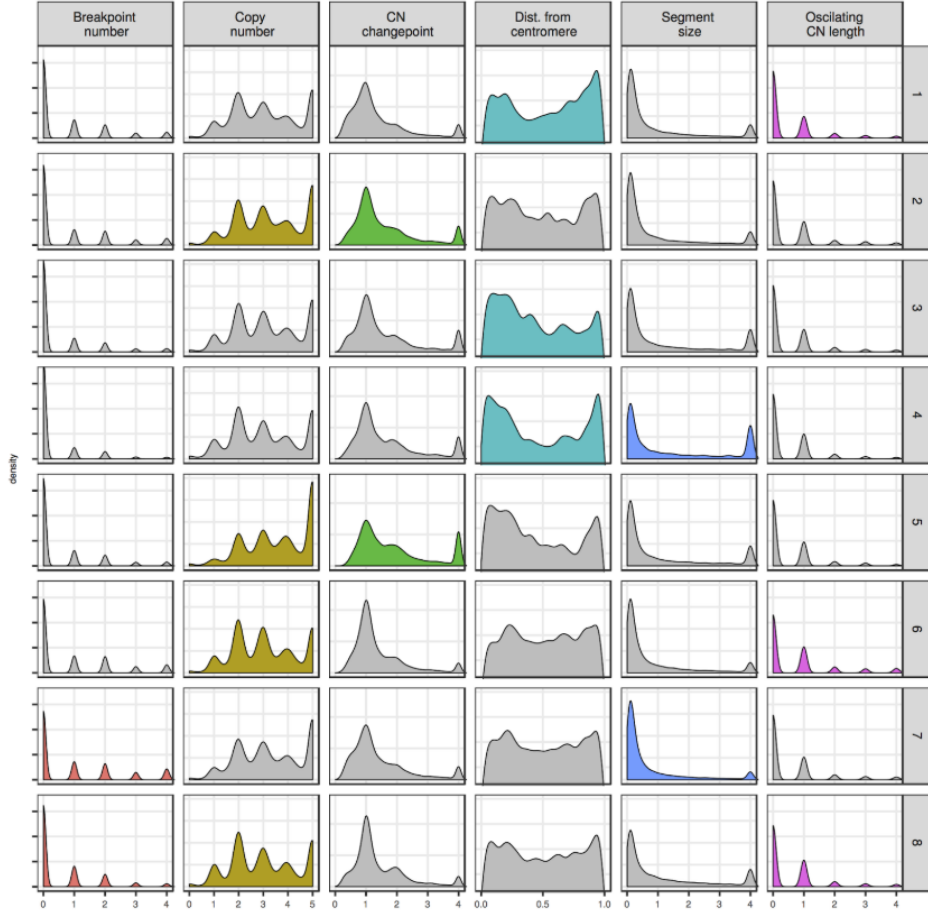 Breakpoint
number
Copy
number
CN
changepoint
Dist. from
centromere
Segment
size
Oscilating
CN length
1
2
3
4
5
6
7
8
density
0 1 2 3 4
0 1 2 3 4 5
0 1 2 3 4
0.0 0.5 1.0
0 1 2 3 4
0 1 2 3 4